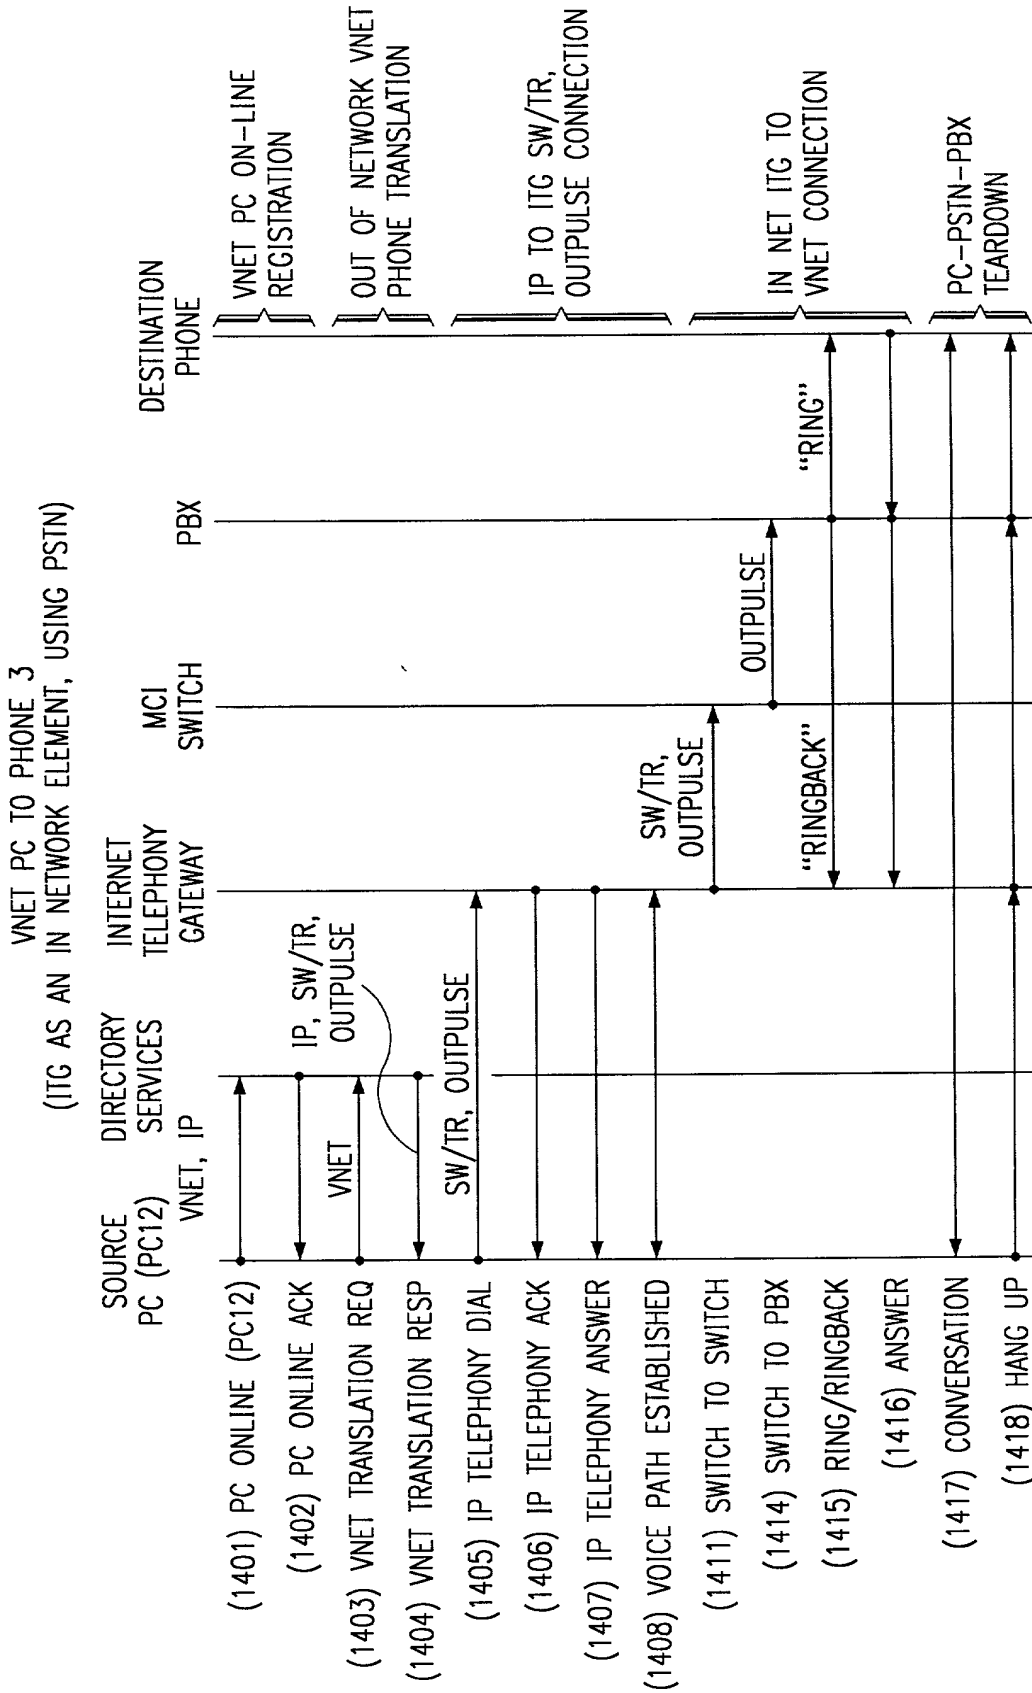 VNET PC TO PHONE 3
(ITG AS AN IN NETWORK ELEMENT, USING PSTN)
SOURCE
PC (PC12)
DIRECTORY
SERVICES
INTERNET
TELEPHONY
GATEWAY
MCI
SWITCH
PBX
DESTINATION
PHONE
VNET, IP
(1401) PC ONLINE (PC12)
(1402) PC ONLINE ACK
VNET PC ON-LINE
REGISTRATION
IP, SW/TR,
OUTPULSE
(1403) VNET TRANSLATION REQ
VNET
(1404) VNET TRANSLATION RESP
OUT OF NETWORK VNET
PHONE TRANSLATION
(1405) IP TELEPHONY DIAL
SW/TR, OUTPULSE
(1406) IP TELEPHONY ACK
(1407) IP TELEPHONY ANSWER
(1408) VOICE PATH ESTABLISHED
IP TO ITG SW/TR,
OUTPULSE CONNECTION
(1411) SWITCH TO SWITCH
SW/TR,
OUTPULSE
(1414) SWITCH TO PBX
OUTPULSE
(1415) RING/RINGBACK
"RINGBACK"
"RING"
(1416) ANSWER
IN NET ITG TO
VNET CONNECTION
(1417) CONVERSATION
(1418) HANG UP
PC-PSTN-PBX
TEARDOWN